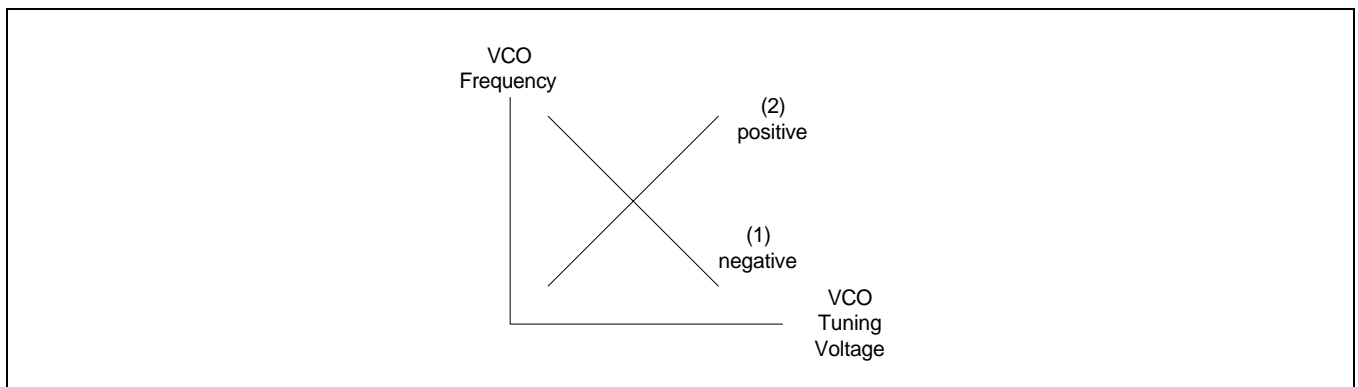 VCO
Frequency
(2)
positive
(1)
negative
VCO
Tuning
Voltage